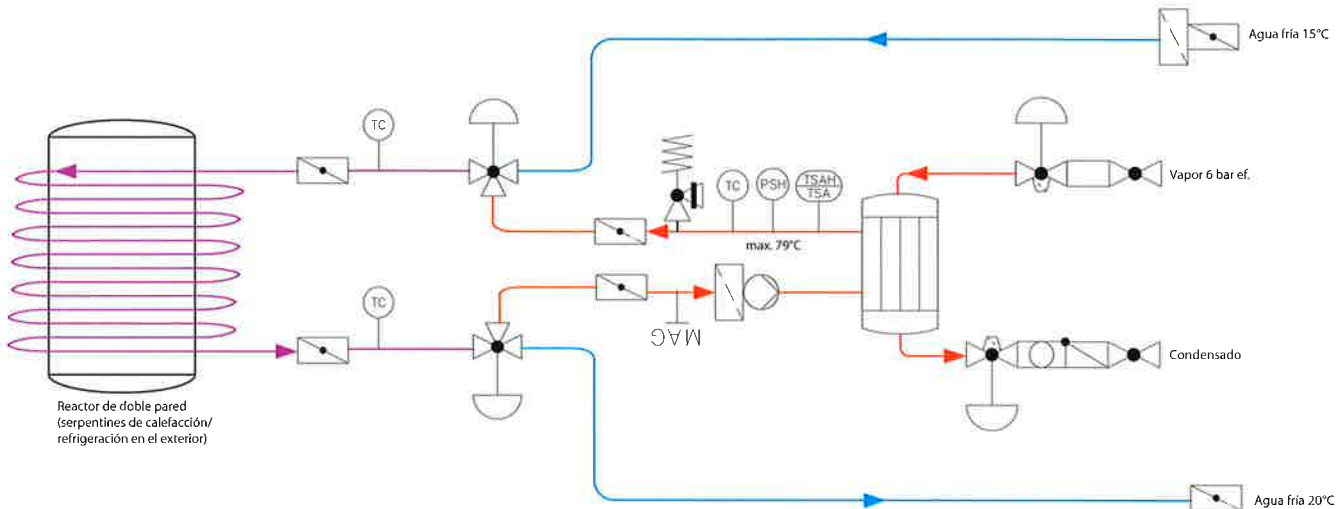 Agua fría 15°C
TC
TC
PSH
TSAH
TSA
Vapor 6 bar ef.
max. 79°C
TC
MAG
Condensado
Reactor de doble pared
(serpentines de calefacción/
refrigeración en el exterior)
Agua fría 20°C